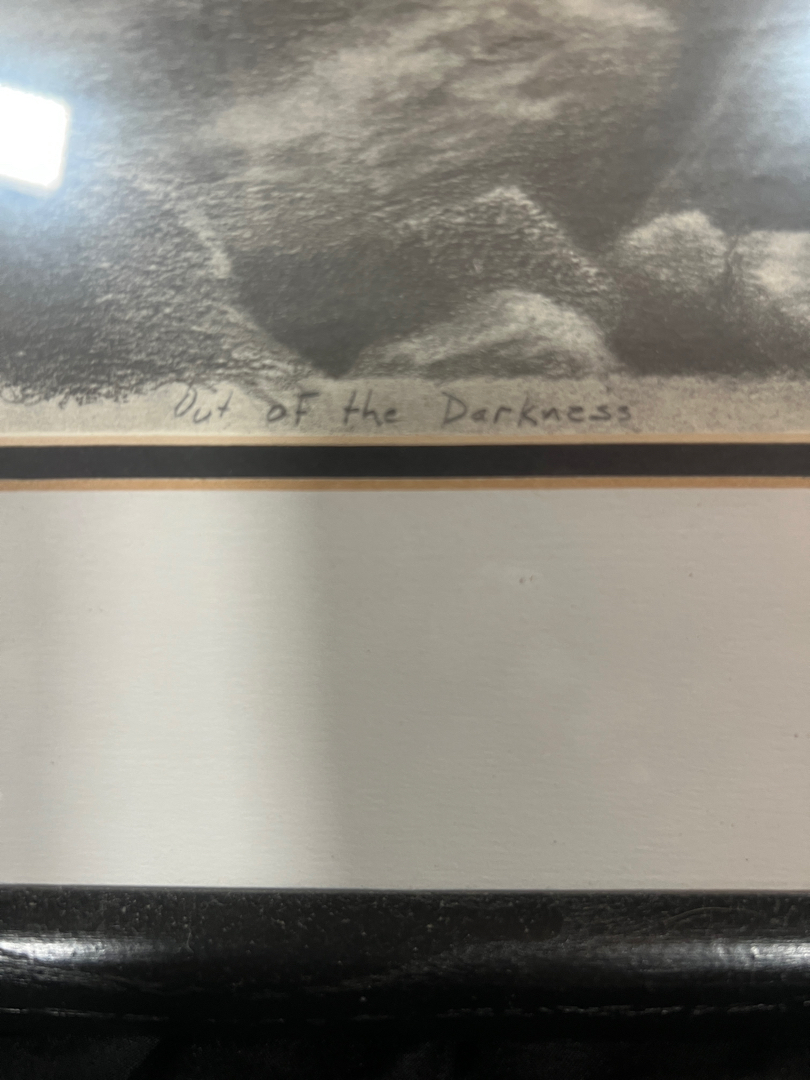 Out oF the Darkness